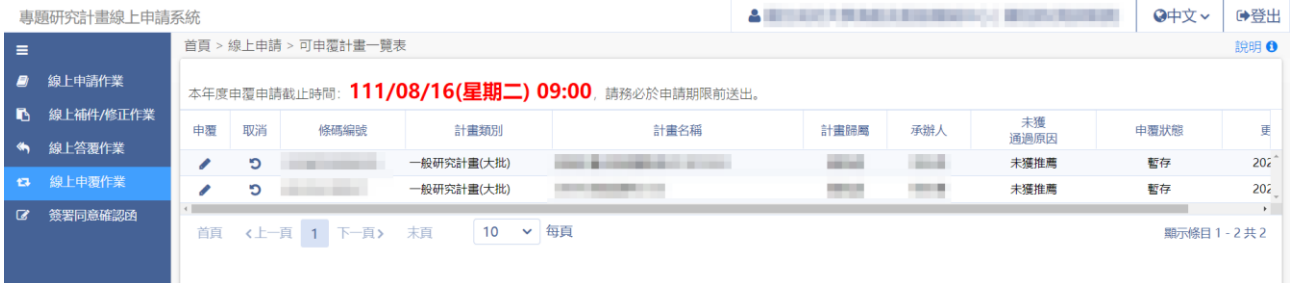 專題研究計畫線上申請系統
中文
登出
首頁 > 線上申請 > 可申覆計畫一覽表
說明
線上申請作業
線上補件/修正作業
線上答覆作業
線上申覆作業
簽署同意確認函
本年度申覆申請截止時間: 111/08/16(星期二) 09:00, 請務必於申請期限前送出。
申覆 取消 條碼編號 計畫類別 計畫名稱 計畫歸屬 承辦人 未獲通過原因 申覆狀態 更
一般研究計畫(大批) 未獲推薦 暫存 202
一般研究計畫(大批) 未獲推薦 暫存 202
首頁 上一頁 1 下一頁 末頁 10 每頁 顯示條目 1 - 2 共 2